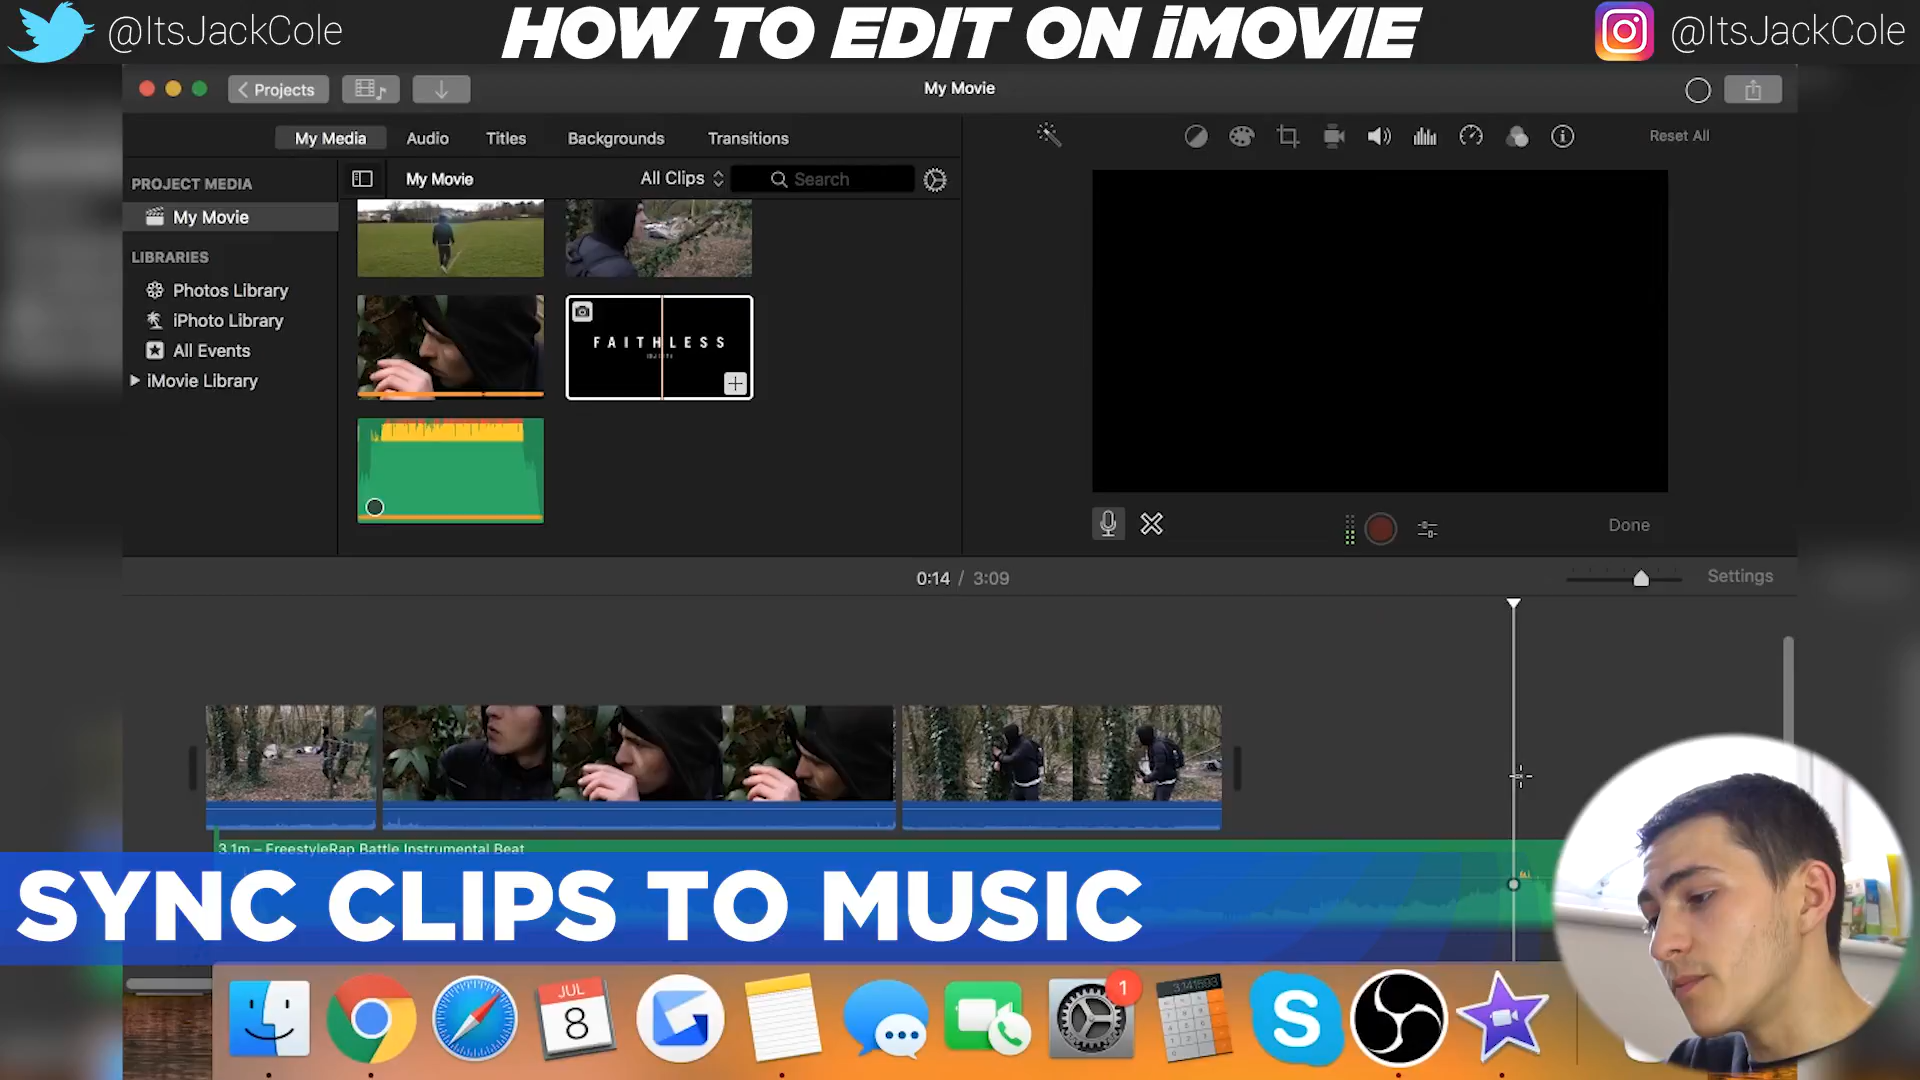 @ItsJackCole
HOW TO EDIT ON iMOVIE
@ItsJackCole
Projects
My Movie
My Media
Audio
Titles
Backgrounds
Transitions
Reset All
PROJECT MEDIA
My Movie
LIBRARIES
Photos Library
iPhoto Library
All Events
iMovie Library
My Movie
All Clips
Search
FAITHLESS
Done
0:14 / 3:09
Settings
3.1m – FreestyleRap Battle Instrumental Beat
SYNC CLIPS TO MUSIC
JUL
8
1
3.141593
S